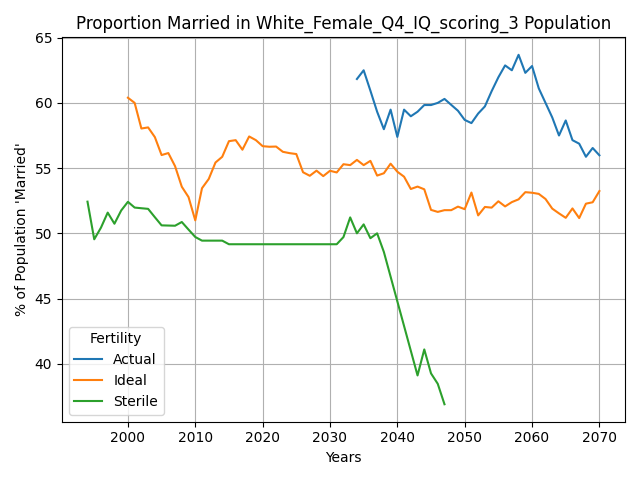 Proportion Married in White_Female_Q4_IQ_scoring_3 Population
% of Population 'Married'
65
60
55
50
45
40
Fertility
Actual
Ideal
Sterile
2000 2010 2020 2030 2040 2050 2060 2070
Years